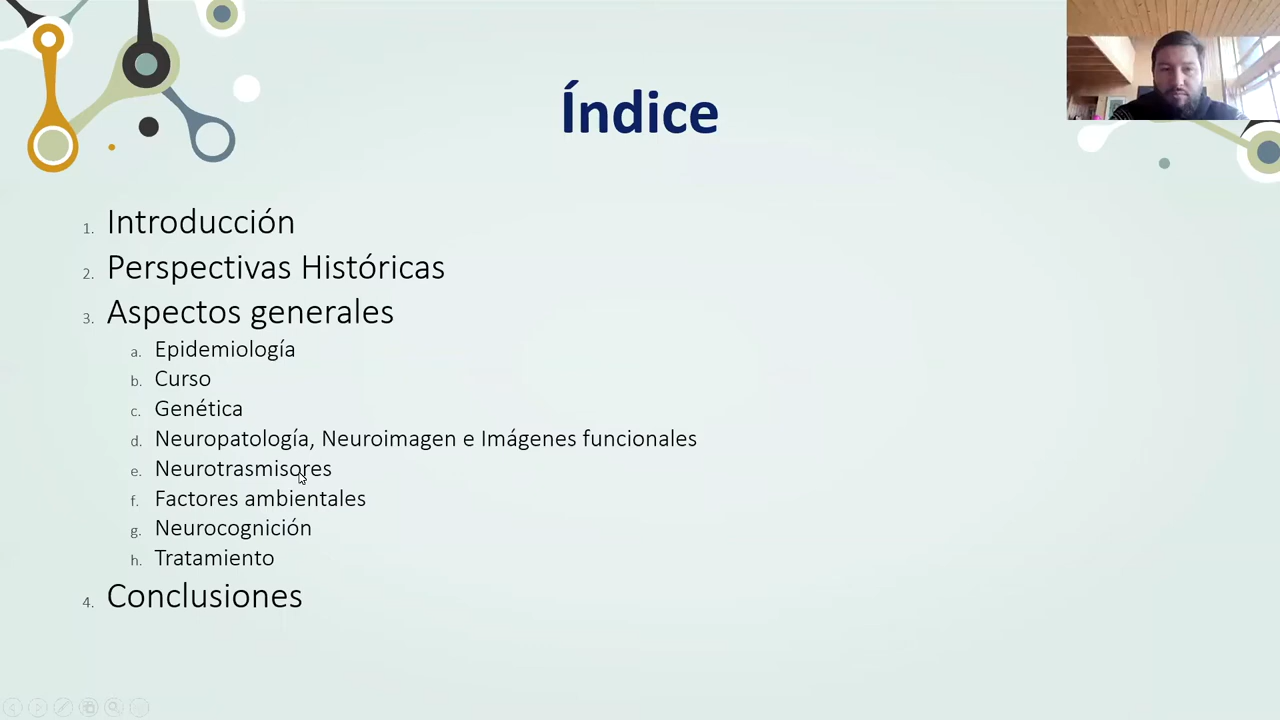 Índice
1. Introducción
2. Perspectivas Históricas
3. Aspectos generales
a. Epidemiología
b. Curso
c. Genética
d. Neuropatología, Neuroimagen e Imágenes funcionales
e. Neurotrasmisores
f. Factores ambientales
g. Neurocognición
h. Tratamiento
4. Conclusiones